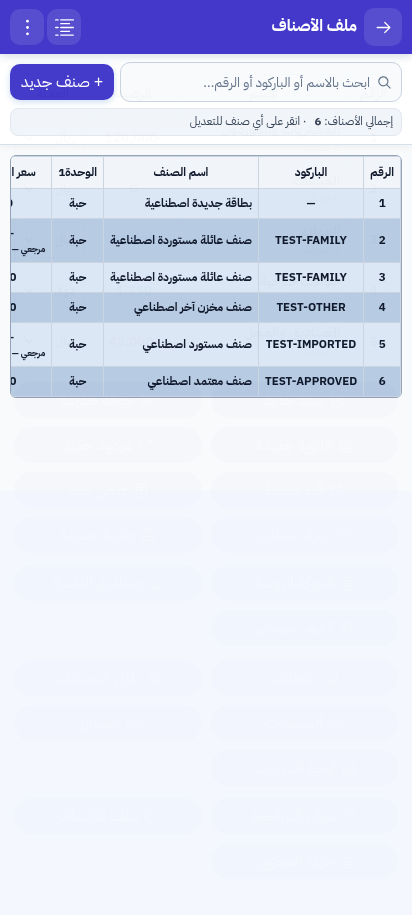 ملف الأصناف
ابحث بالاسم أو الباركود أو الرقم...
+ صنف جديد
إجمالي الأصناف: 6 · انقر على أي صنف للتعديل
الرقم الباركود اسم الصنف الوحدة1 سعر
1 — بطاقة جديدة اصطناعية حبة
2 TEST-FAMILY صنف عائلة مستوردة اصطناعية حبة مرجعي —
3 TEST-FAMILY صنف عائلة مستوردة اصطناعية حبة 0
4 TEST-OTHER صنف مخزن آخر اصطناعي حبة 0
5 TEST-IMPORTED صنف مستورد اصطناعي حبة مرجعي —
6 TEST-APPROVED صنف معتمد اصطناعي حبة 0